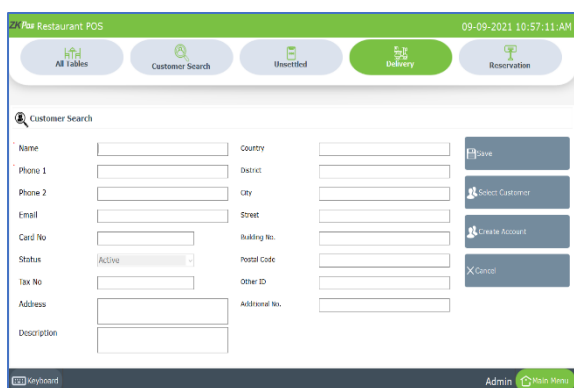 ZKPos Restaurant POS 09-09-2021 10:57:11:AM
All Tables Customer Search Unsettled Delivery Reservation
Customer Search
Name Country Save
Phone 1 District
Phone 2 City Select Customer
Email Street
Card No Building No. Create Account
Status Active Postal Code
Tax No Other ID Cancel
Address Additional No.
Description
Keyboard Admin Main Menu